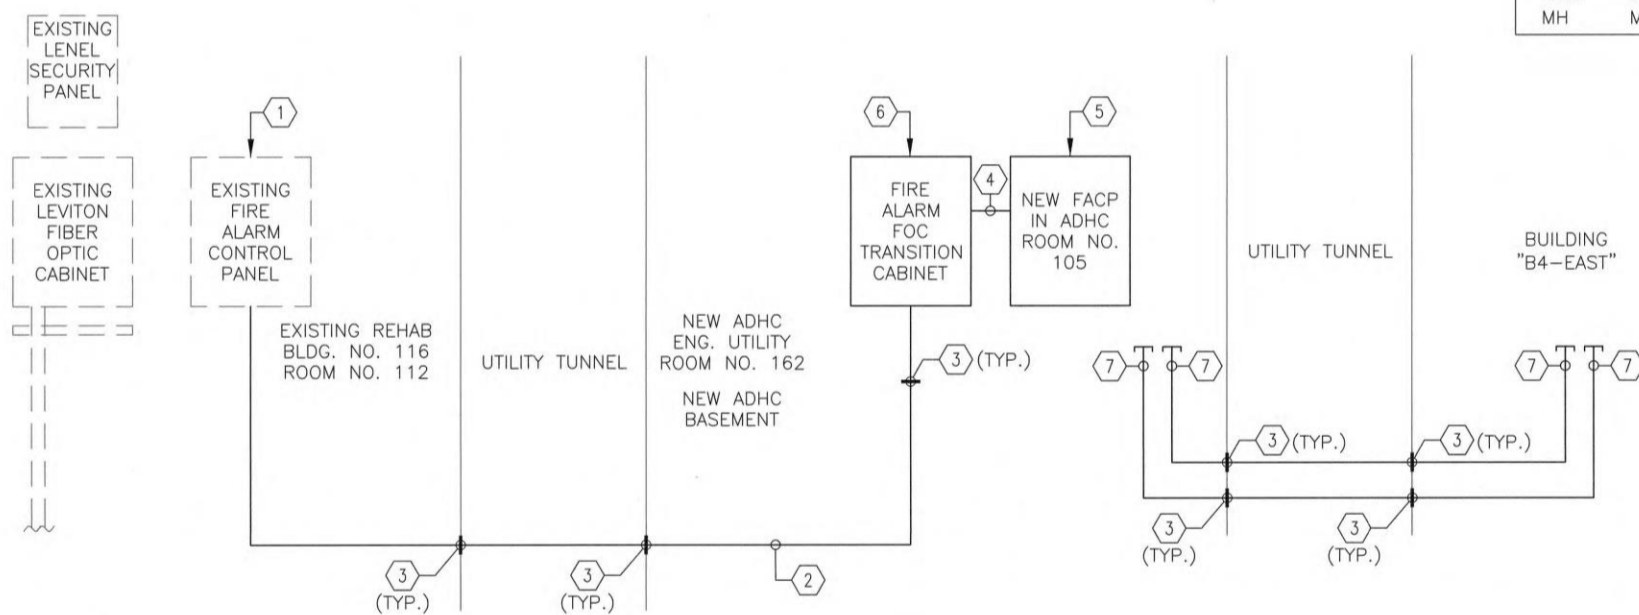 MH M
EXISTING
LENEL
SECURITY
PANEL
1
6
5
EXISTING
LEVITON
FIBER
OPTIC
CABINET
EXISTING
FIRE
ALARM
CONTROL
PANEL
FIRE
ALARM
FOC
TRANSITION
CABINET
4
NEW FACP
IN ADHC
ROOM NO.
105
UTILITY TUNNEL
BUILDING
"B4-EAST"
EXISTING REHAB
BLDG. NO. 116
ROOM NO. 112
UTILITY TUNNEL
NEW ADHC
ENG. UTILITY
ROOM NO. 162
NEW ADHC
BASEMENT
3 (TYP.)
7
7
7
7
3 (TYP.)
3 (TYP.)
3
(TYP.)
3
(TYP.)
3
(TYP.)
3
(TYP.)
2